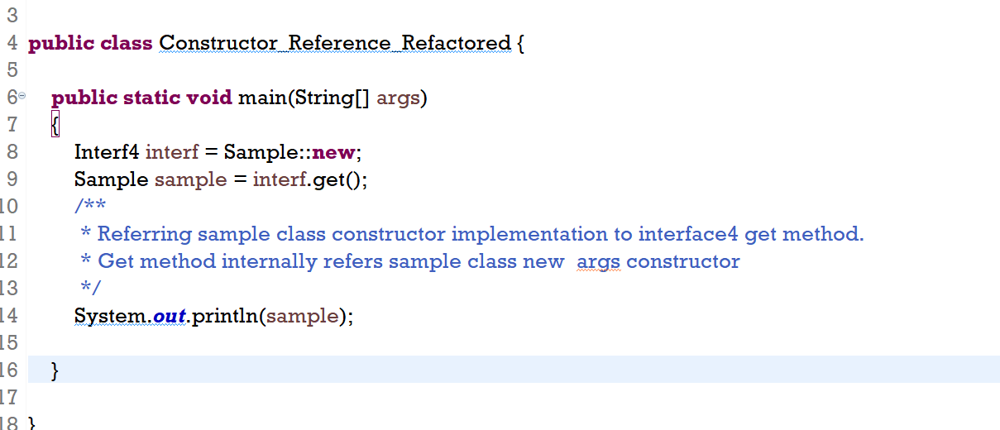 3
4 public class Constructor_Reference_Refactored {
5
6 public static void main(String[] args)
7 {
8 Interf4 interf = Sample::new;
9 Sample sample = interf.get();
10 /**
11 * Referring sample class constructor implementation to interface4 get method.
12 * Get method internally refers sample class new  args constructor
13 */
14 System.out.println(sample);
15
16 }
17
18 }